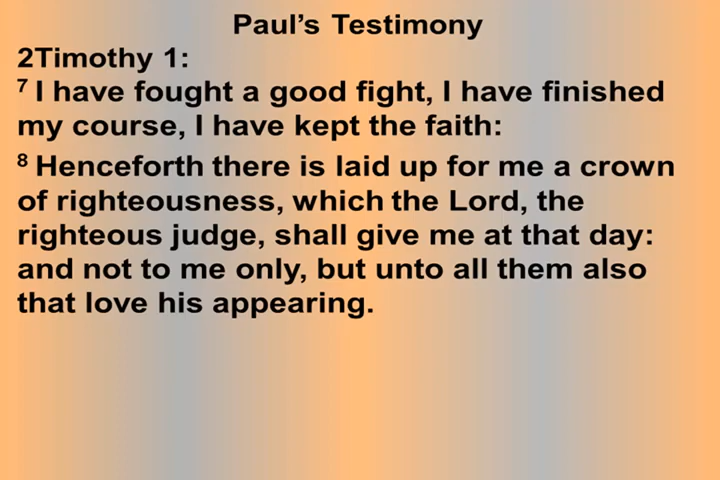 Paul’s Testimony
2Timothy 1:
7 I have fought a good fight, I have finished
my course, I have kept the faith:
8 Henceforth there is laid up for me a crown
of righteousness, which the Lord, the
righteous judge, shall give me at that day:
and not to me only, but unto all them also
that love his appearing.